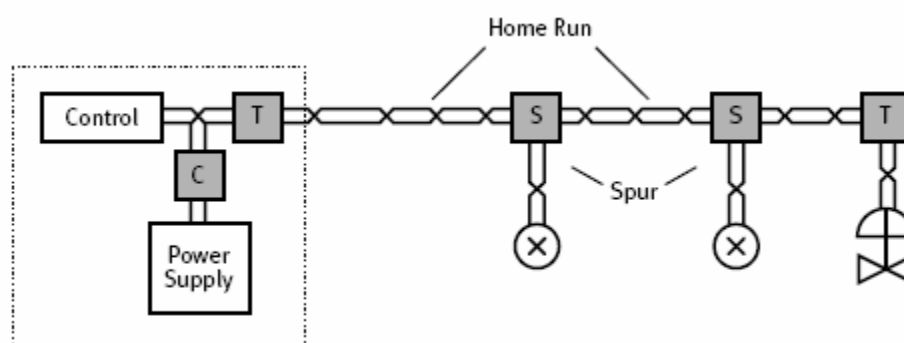 Home Run
Control
T
S
S
T
C
Spur
Power
Supply